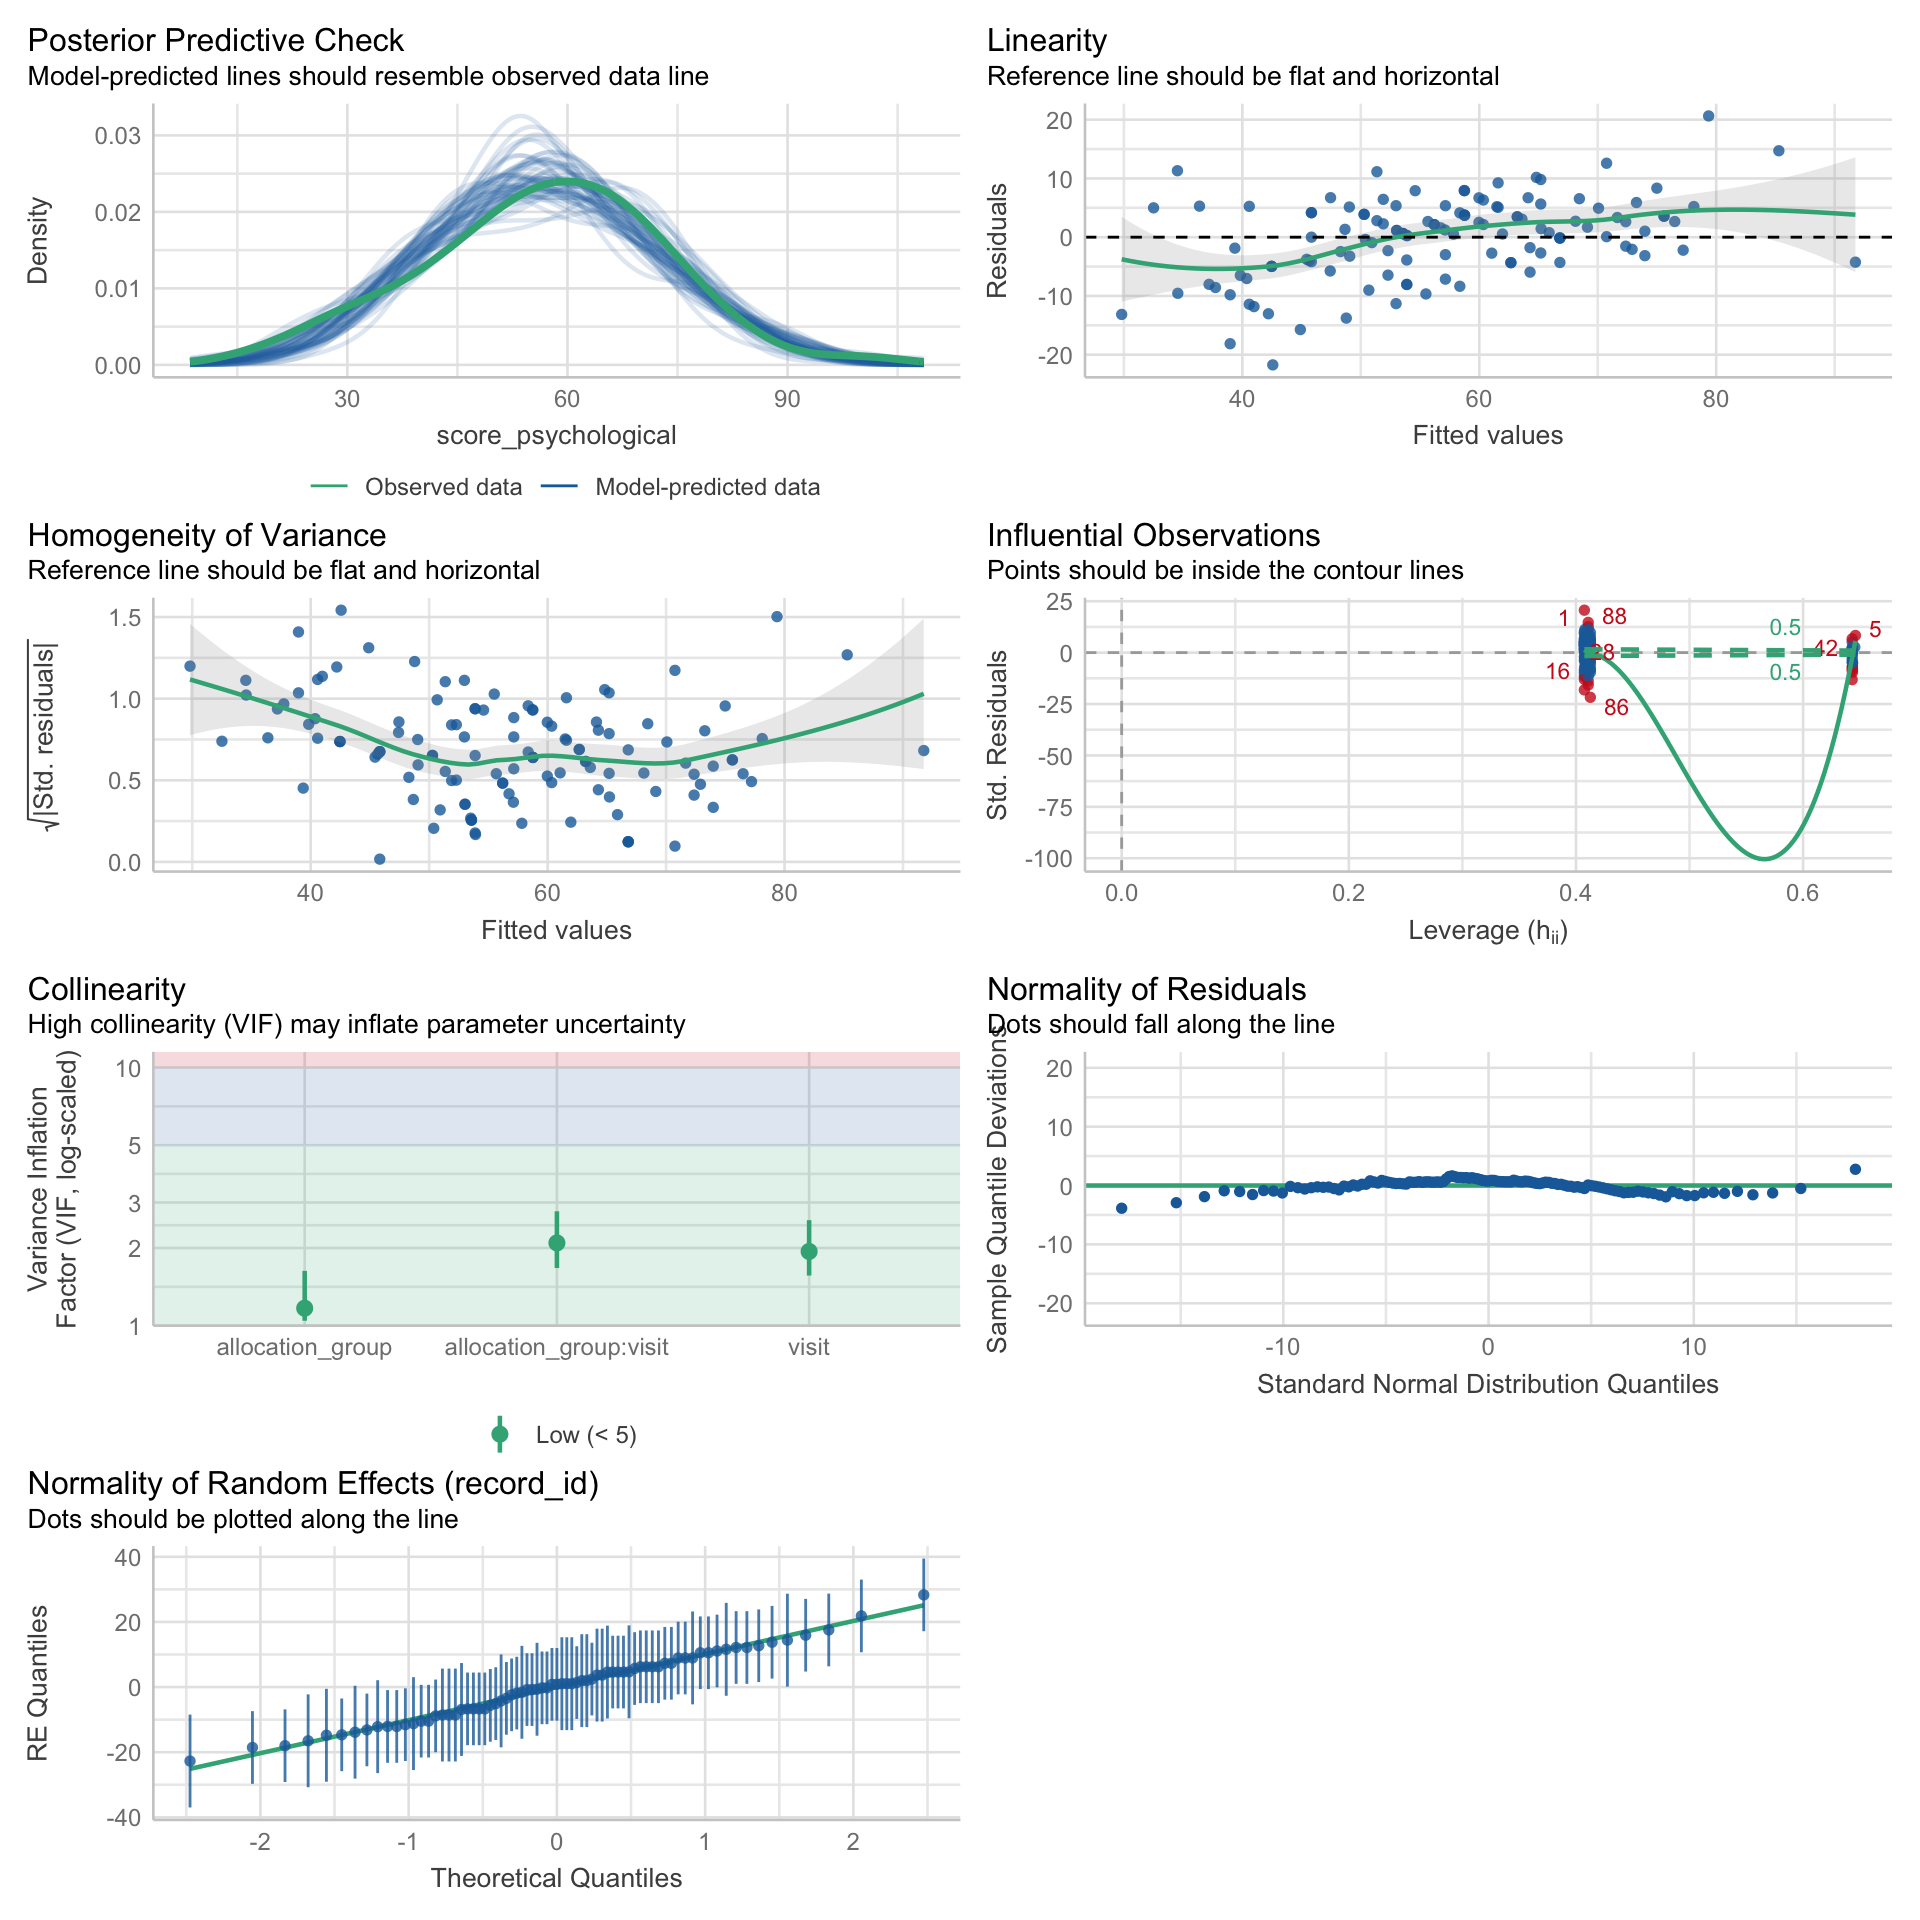 Posterior Predictive Check
Model-predicted lines should resemble observed data line
Density
0.03
0.02
0.01
0.00
30 60 90
score_psychological
Observed data Model-predicted data
Linearity
Reference line should be flat and horizontal
Residuals
20
10
0
-10
-20
40 60 80
Fitted values
Homogeneity of Variance
Reference line should be flat and horizontal
√|Std. residuals|
1.5
1.0
0.5
0.0
40 60 80
Fitted values
Influential Observations
Points should be inside the contour lines
Std. Residuals
25
0
-25
-50
-75
-100
1 88
0.5 5
42
16 0.5
86
0.0 0.2 0.4 0.6
Leverage (hii)
Collinearity
High collinearity (VIF) may inflate parameter uncertainty
Variance Inflation
Factor (VIF, log-scaled)
10
5
3
2
1
allocation_group allocation_group:visit visit
Low (< 5)
Normality of Residuals
Dots should fall along the line
Sample Quantile Deviations
20
10
0
-10
-20
-10 0 10
Standard Normal Distribution Quantiles
Normality of Random Effects (record_id)
Dots should be plotted along the line
RE Quantiles
40
20
0
-20
-40
-2 -1 0 1 2
Theoretical Quantiles